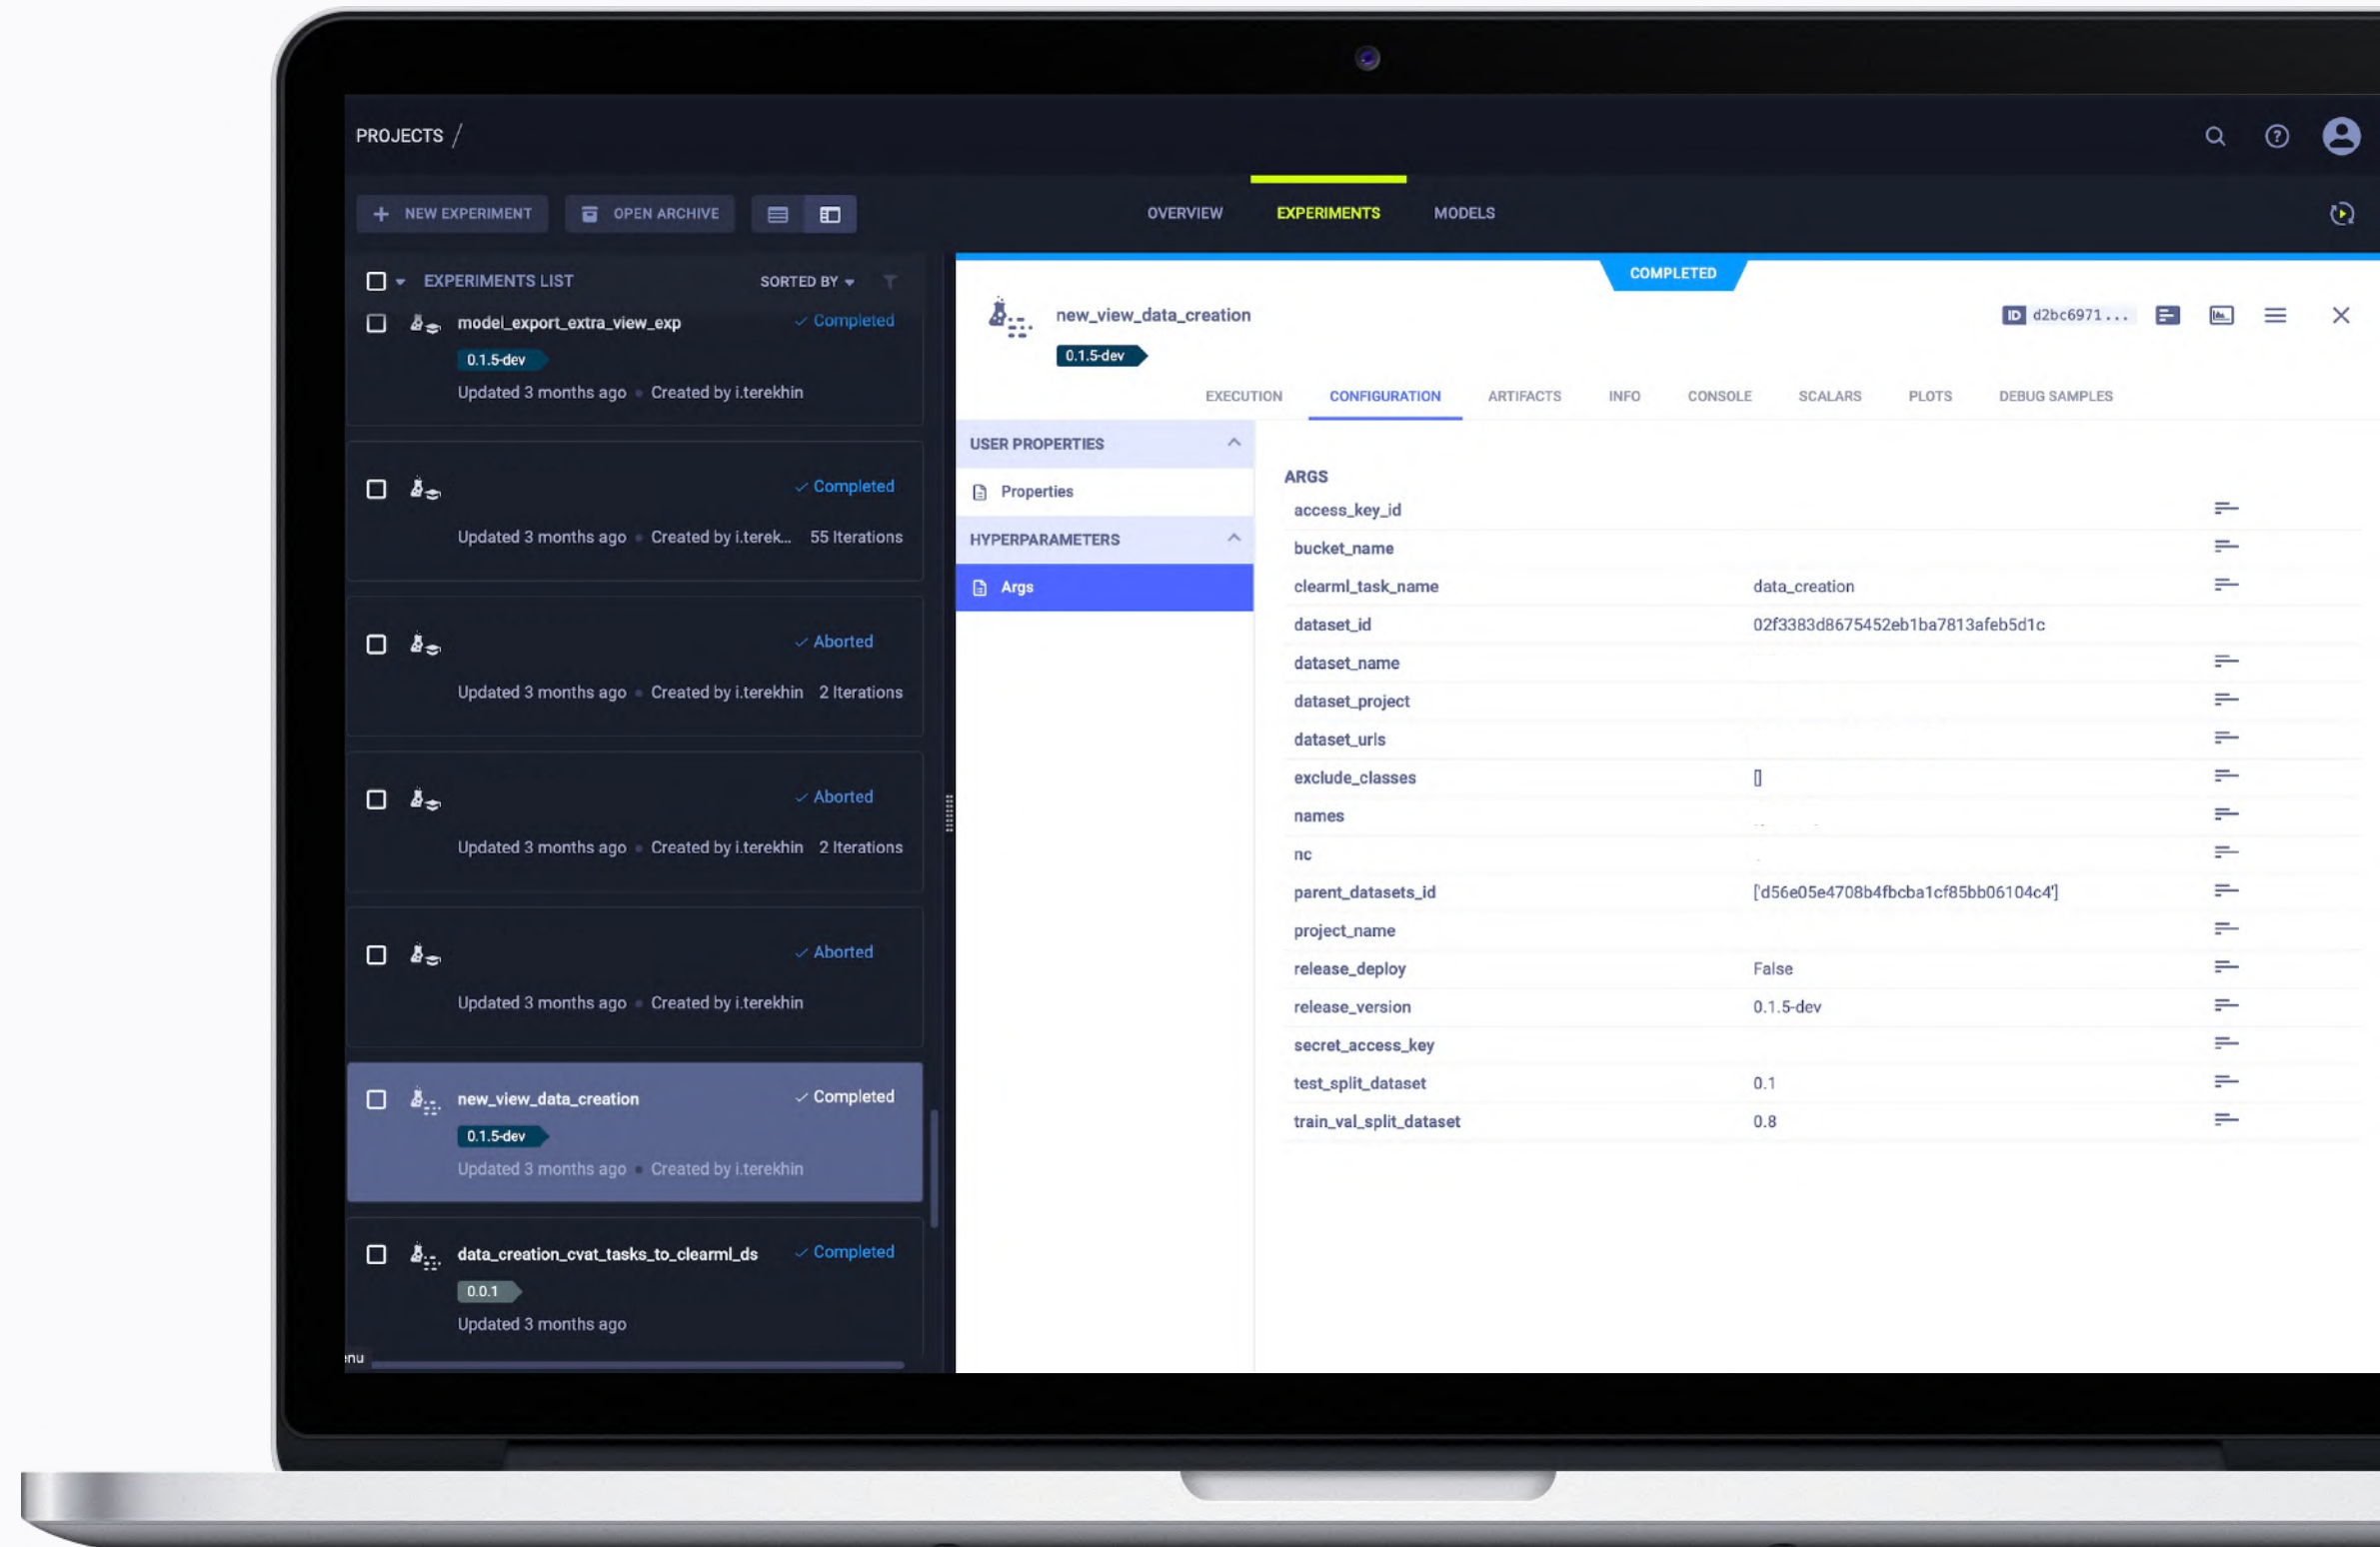 PROJECTS /
+ NEW EXPERIMENT OPEN ARCHIVE OVERVIEW EXPERIMENTS MODELS
EXPERIMENTS LIST SORTED BY
model_export_extra_view_exp Completed
0.1.5-dev
Updated 3 months ago Created by i.terekhin
Completed
Updated 3 months ago Created by i.terek... 55 Iterations
Aborted
Updated 3 months ago Created by i.terekhin 2 Iterations
Aborted
Updated 3 months ago Created by i.terekhin 2 Iterations
Aborted
Updated 3 months ago Created by i.terekhin
new_view_data_creation Completed
0.1.5-dev
Updated 3 months ago Created by i.terekhin
data_creation_cvat_tasks_to_clearml_ds Completed
0.0.1
Updated 3 months ago
enu
COMPLETED
new_view_data_creation ID d2bc6971...
0.1.5-dev
EXECUTION CONFIGURATION ARTIFACTS INFO CONSOLE SCALARS PLOTS DEBUG SAMPLES
USER PROPERTIES
Properties
HYPERPARAMETERS
Args
ARGS
access_key_id
bucket_name
clearml_task_name data_creation
dataset_id 02f3383d8675452eb1ba7813afeb5d1c
dataset_name
dataset_project
dataset_urls
exclude_classes []
names
nc
parent_datasets_id ['d56e05e4708b4fbcba1cf85bb06104c4']
project_name
release_deploy False
release_version 0.1.5-dev
secret_access_key
test_split_dataset 0.1
train_val_split_dataset 0.8